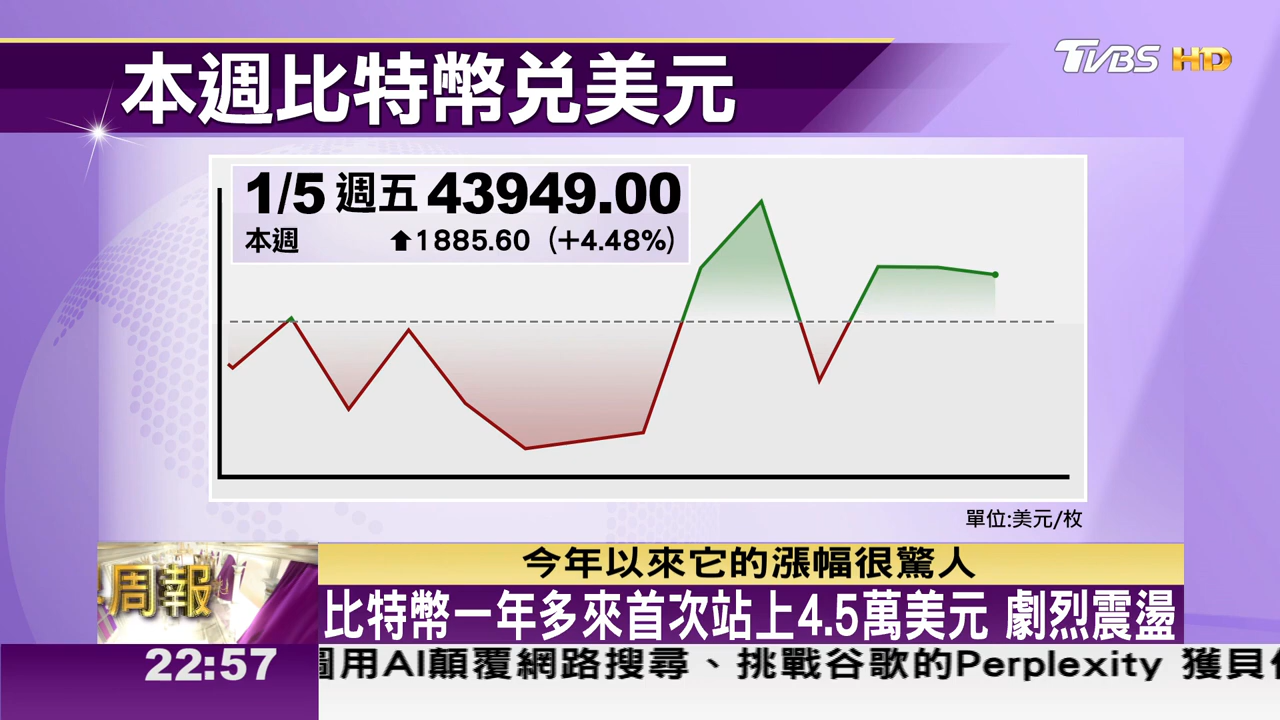 本週比特幣兑美元
TVBS HD
1/5 週五 43949.00
本週 ⬆1885.60 (+4.48%)
單位:美元/枚
今年以來它的漲幅很驚人
周報
比特幣一年多來首次站上4.5萬美元 劇烈震盪
22:57
用AI顛覆網路搜尋、挑戰谷歌的Perplexity 獲貝